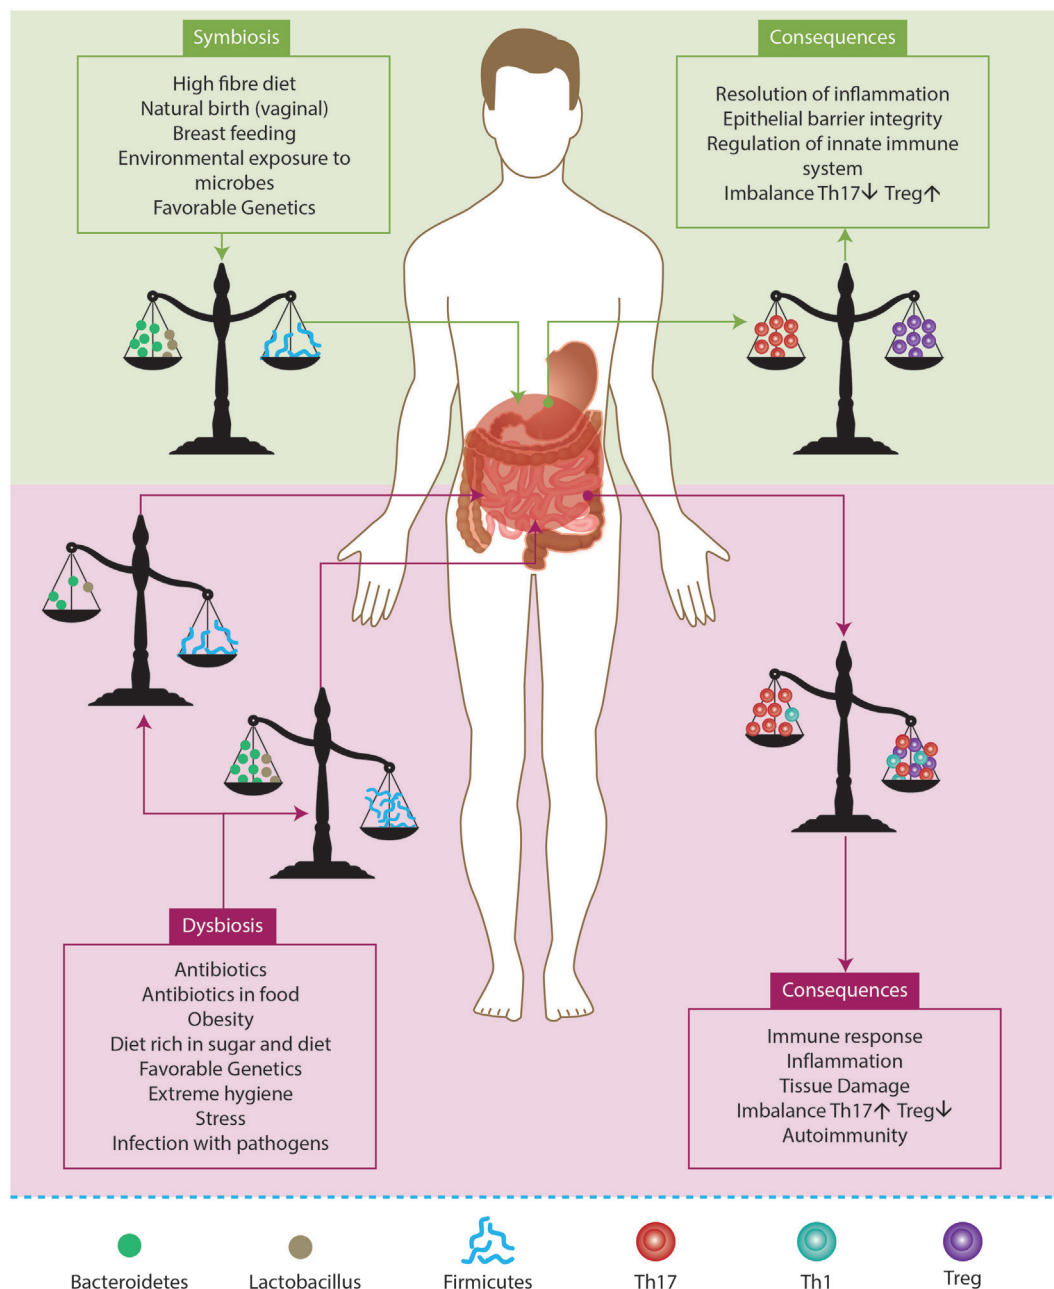 Symbiosis
High fibre diet
Natural birth (vaginal)
Breast feeding
Environmental exposure to
microbes
Favorable Genetics
Consequences
Resolution of inflammation
Epithelial barrier integrity
Regulation of innate immune
system
Imbalance Th17↓ Treg↑
Dysbiosis
Antibiotics
Antibiotics in food
Obesity
Diet rich in sugar and diet
Favorable Genetics
Extreme hygiene
Stress
Infection with pathogens
Consequences
Immune response
Inflammation
Tissue Damage
Imbalance Th17↑ Treg↓
Autoimmunity
Bacteroidetes
Lactobacillus
Firmicutes
Th17
Th1
Treg